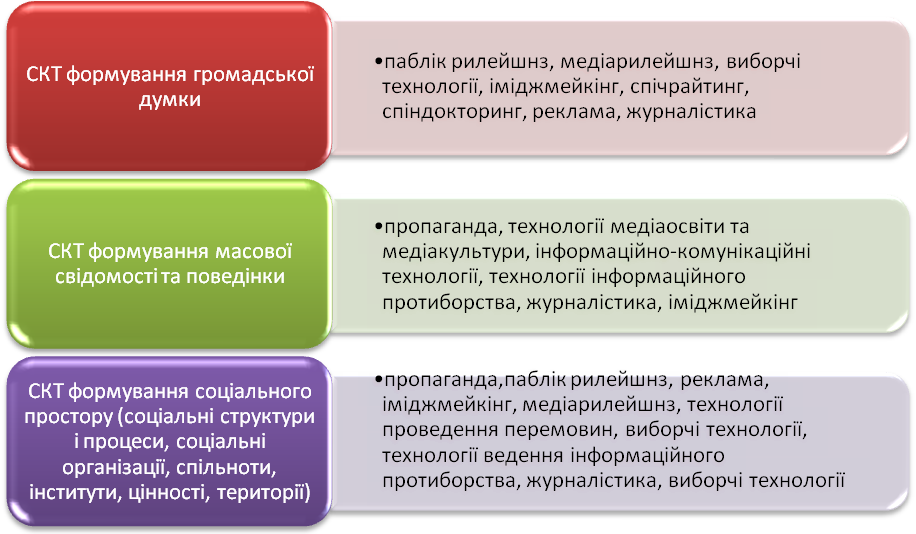 СКТ формування громадської
думки
•паблік рилейшнз, медіарилейшнз, виборчі
технології, іміджмейкінг, спічрайтинг,
спіндокторинг, реклама, журналістика
СКТ формування масової
свідомості та поведінки
•пропаганда, технології медіаосвіти та
медіакультури, інформаційно-комунікаційні
технології, технології інформаційного
протиборства, журналістика, іміджмейкінг
СКТ формування соціального
простору (соціальні структури
і процеси, соціальні
організації, спільноти,
інститути, цінності, території)
•пропаганда,паблік рилейшнз, реклама,
іміджмейкінг, медіарилейшнз, технології
проведення перемовин, виборчі технології,
технології ведення інформаційного
протиборства, журналістика, виборчі технології